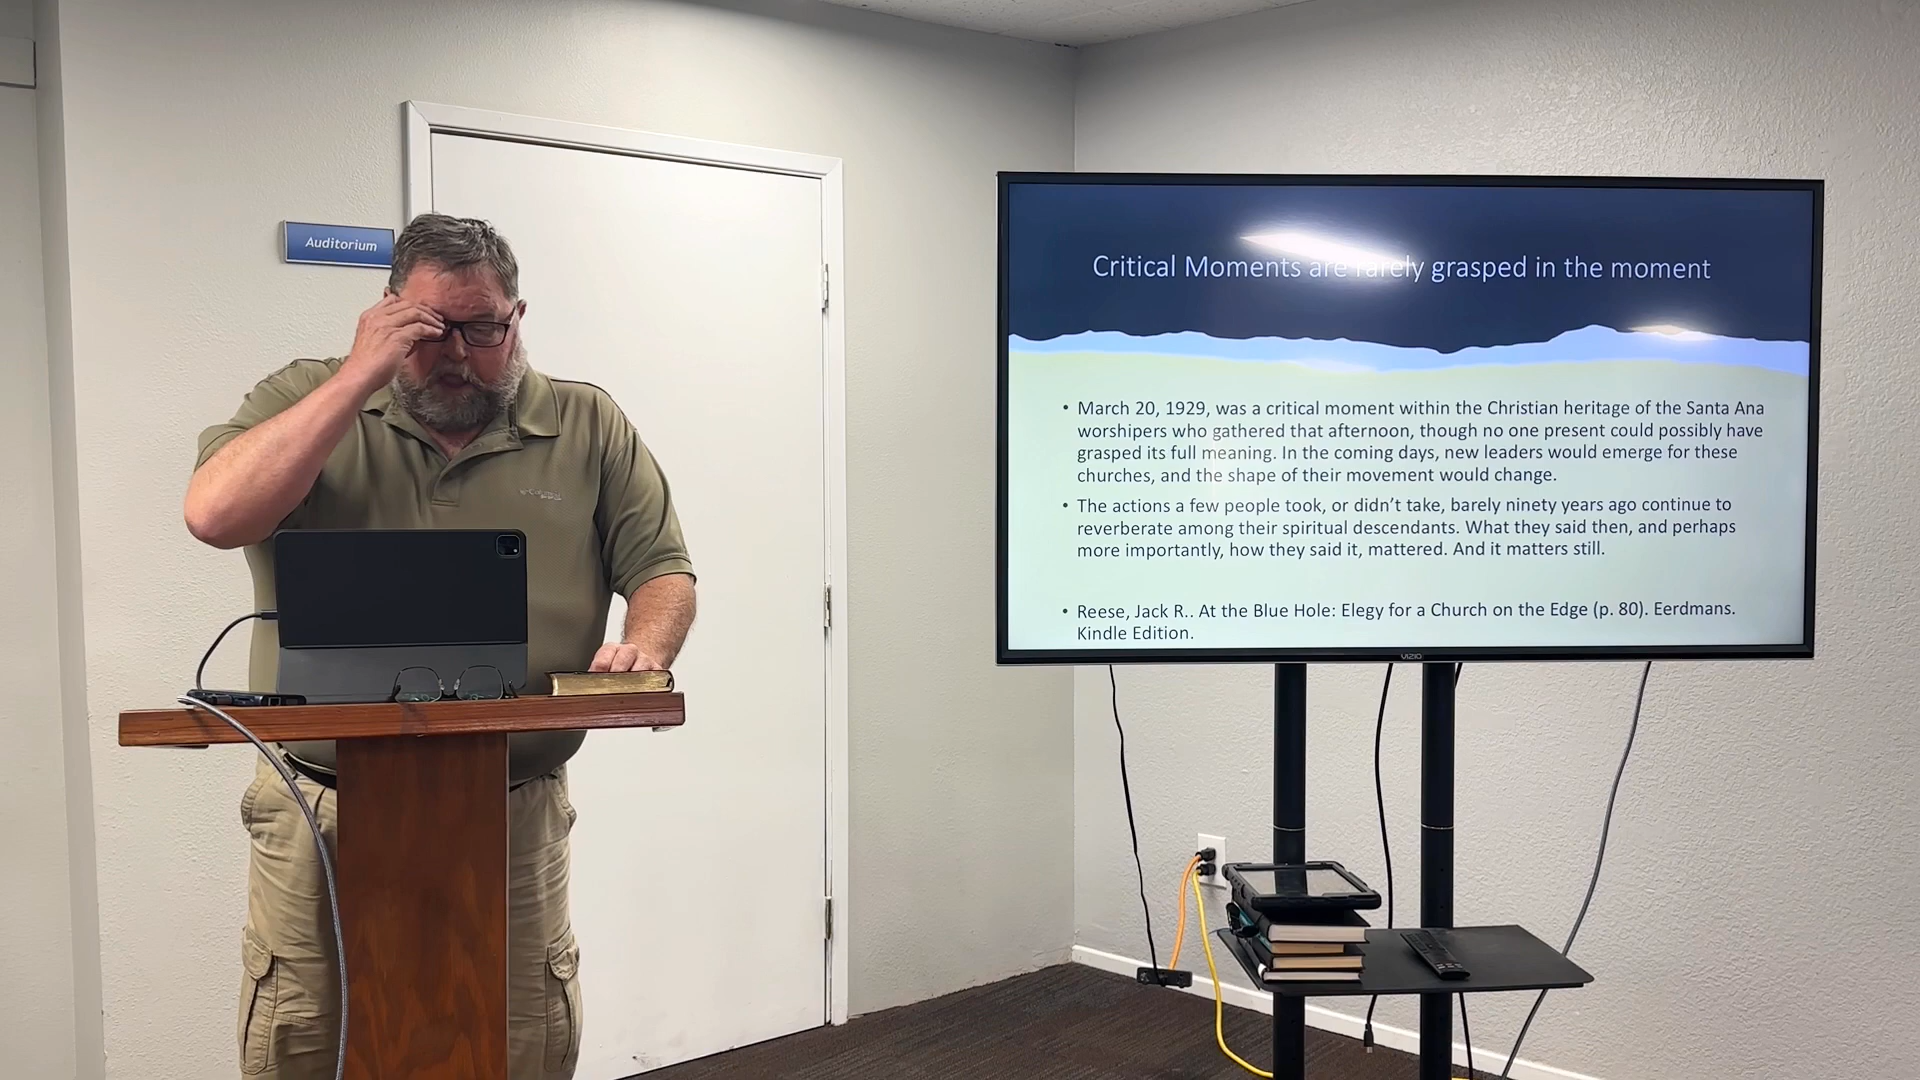 Auditorium
Critical Moments are rarely grasped in the moment
• March 20, 1929, was a critical moment within the Christian heritage of the Santa Ana
worshipers who gathered that afternoon, though no one present could possibly have
grasped its full meaning. In the coming days, new leaders would emerge for these
churches, and the shape of their movement would change.
• The actions a few people took, or didn’t take, barely ninety years ago continue to
reverberate among their spiritual descendants. What they said then, and perhaps
more importantly, how they said it, mattered. And it matters still.
• Reese, Jack R.. At the Blue Hole: Elegy for a Church on the Edge (p. 80). Eerdmans.
Kindle Edition.
VIZIO